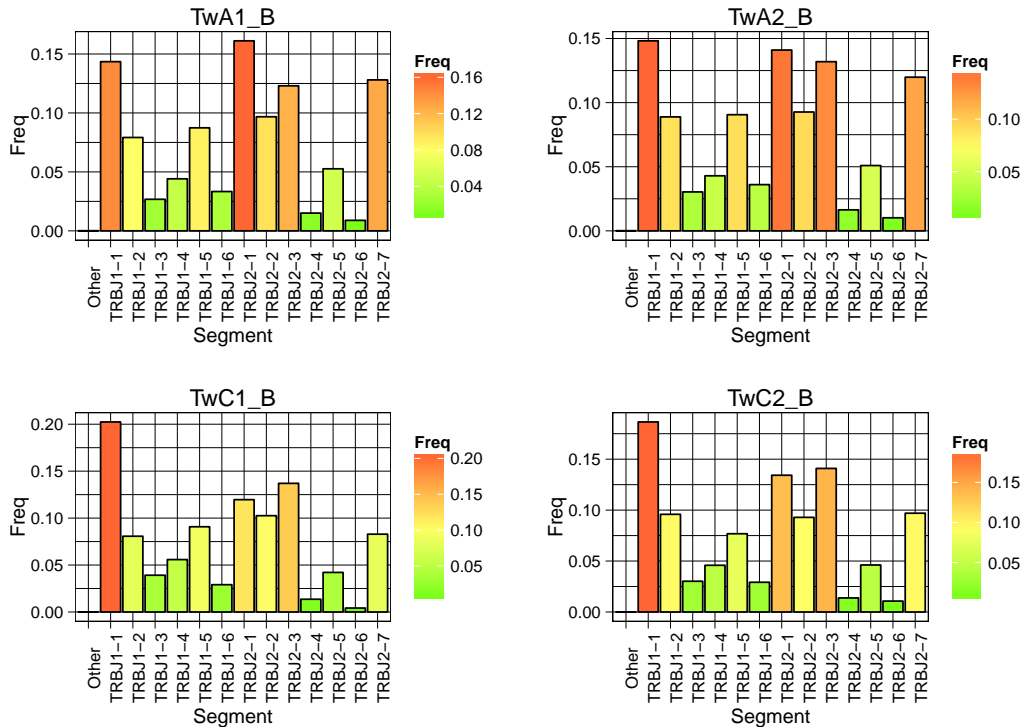 TwA1_B
0.15
0.10
0.05
0.00
Freq
Other
TRBJ1−1
TRBJ1−2
TRBJ1−3
TRBJ1−4
TRBJ1−5
TRBJ1−6
TRBJ2−1
TRBJ2−2
TRBJ2−3
TRBJ2−4
TRBJ2−5
TRBJ2−6
TRBJ2−7
Segment
Freq
0.16
0.12
0.08
0.04
TwA2_B
0.15
0.10
0.05
0.00
Freq
Other
TRBJ1−1
TRBJ1−2
TRBJ1−3
TRBJ1−4
TRBJ1−5
TRBJ1−6
TRBJ2−1
TRBJ2−2
TRBJ2−3
TRBJ2−4
TRBJ2−5
TRBJ2−6
TRBJ2−7
Segment
Freq
0.10
0.05
TwC1_B
0.20
0.15
0.10
0.05
0.00
Freq
Other
TRBJ1−1
TRBJ1−2
TRBJ1−3
TRBJ1−4
TRBJ1−5
TRBJ1−6
TRBJ2−1
TRBJ2−2
TRBJ2−3
TRBJ2−4
TRBJ2−5
TRBJ2−6
TRBJ2−7
Segment
Freq
0.20
0.15
0.10
0.05
TwC2_B
0.15
0.10
0.05
0.00
Freq
Other
TRBJ1−1
TRBJ1−2
TRBJ1−3
TRBJ1−4
TRBJ1−5
TRBJ1−6
TRBJ2−1
TRBJ2−2
TRBJ2−3
TRBJ2−4
TRBJ2−5
TRBJ2−6
TRBJ2−7
Segment
Freq
0.15
0.10
0.05